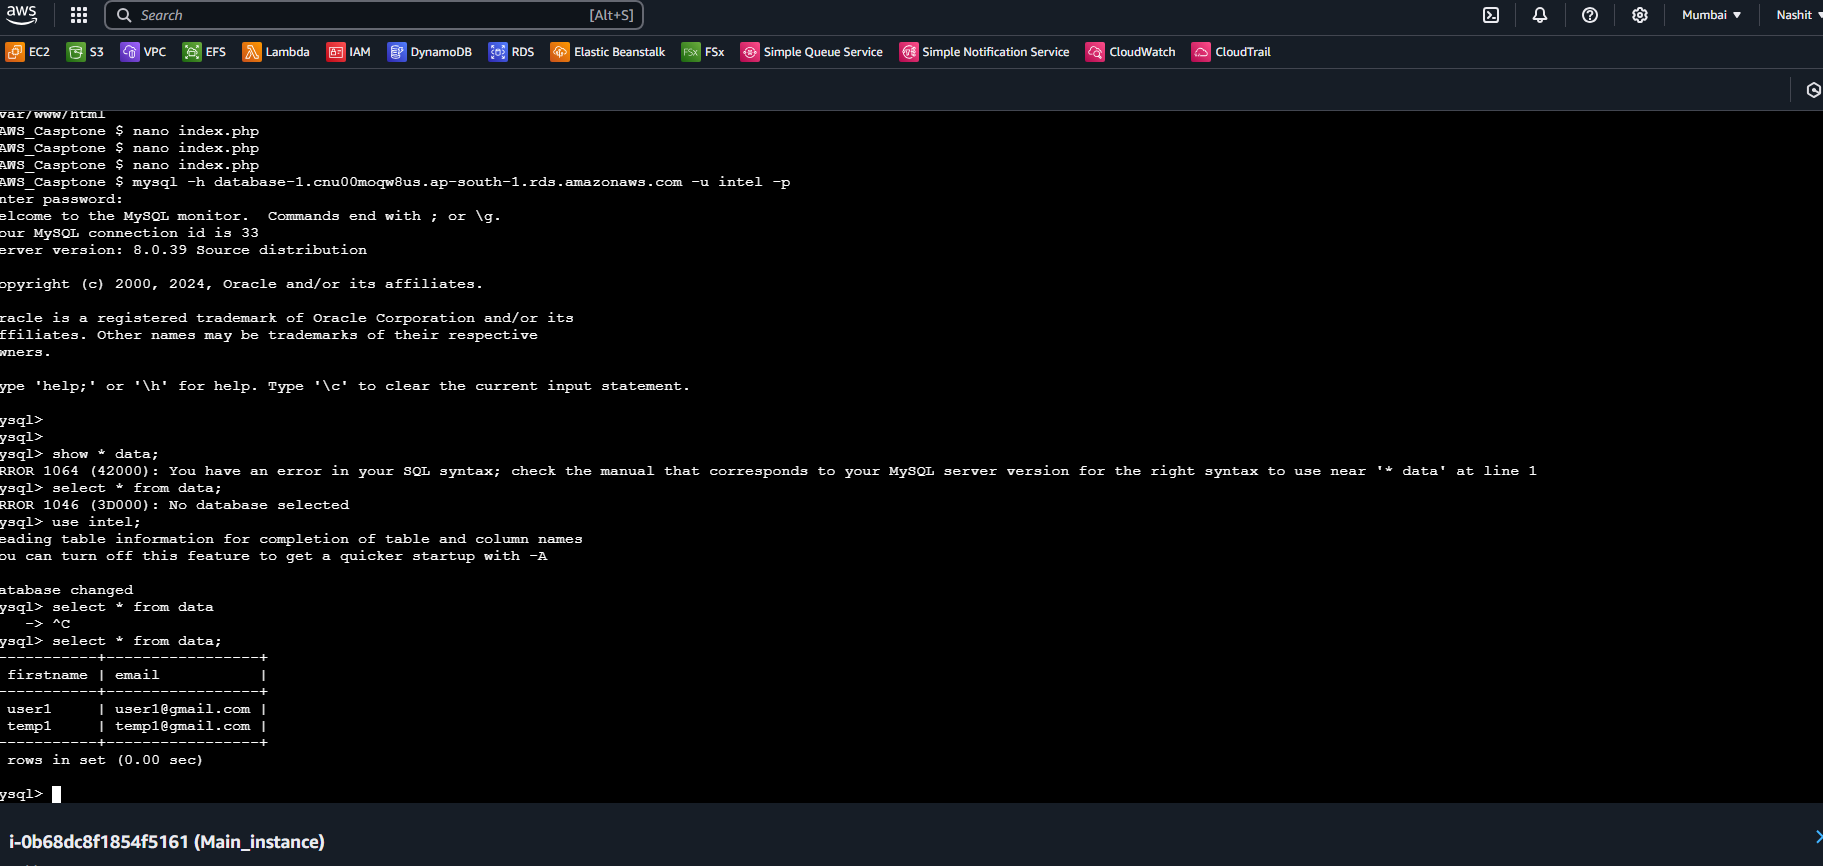 aws Search [Alt+S] Mumbai Nashit
EC2 S3 VPC EFS Lambda IAM DynamoDB RDS Elastic Beanstalk FSx FSx Simple Queue Service Simple Notification Service CloudWatch CloudTrail
var/www/html
AWS_Casptone $ nano index.php
AWS_Casptone $ nano index.php
AWS_Casptone $ nano index.php
AWS_Casptone $ mysql -h database-1.cnu00moqw8us.ap-south-1.rds.amazonaws.com -u intel -p
nter password:
elcome to the MySQL monitor.  Commands end with ; or \g.
our MySQL connection id is 33
erver version: 8.0.39 Source distribution
opyright (c) 2000, 2024, Oracle and/or its affiliates.
racle is a registered trademark of Oracle Corporation and/or its
ffiliates. Other names may be trademarks of their respective
wners.
ype 'help;' or '\h' for help. Type '\c' to clear the current input statement.
ysql>
ysql>
ysql> show * data;
RROR 1064 (42000): You have an error in your SQL syntax; check the manual that corresponds to your MySQL server version for the right syntax to use near '* data' at line 1
ysql> select * from data;
RROR 1046 (3D000): No database selected
ysql> use intel;
eading table information for completion of table and column names
ou can turn off this feature to get a quicker startup with -A
atabase changed
ysql> select * from data
-> ^C
ysql> select * from data;
-----------+-----------------+
firstname | email |
-----------+-----------------+
user1 | user1@gmail.com |
temp1 | temp1@gmail.com |
-----------+-----------------+
rows in set (0.00 sec)
ysql>
i-0b68dc8f1854f5161 (Main_instance)